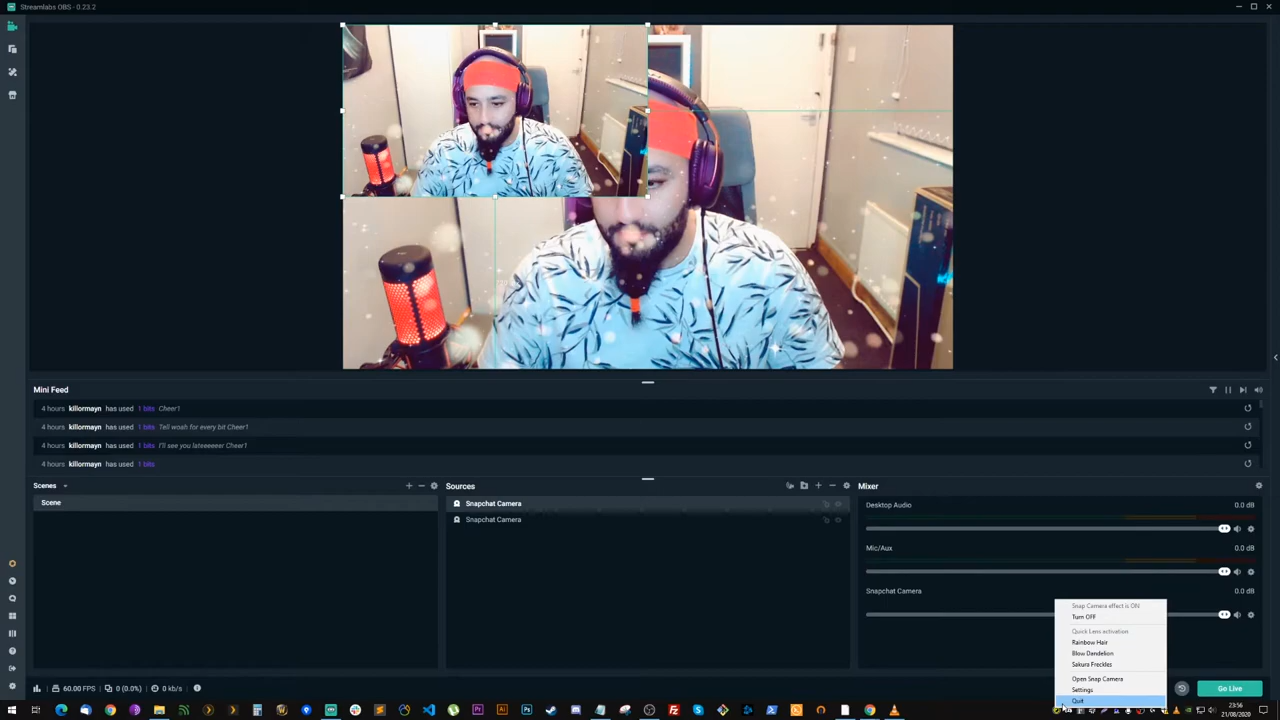 Streamlabs OBS - 0.23.2
Mini Feed
4 hours killormayn has used 1 bits Cheer1
4 hours killormayn has used 1 bits Tell woah for every bit Cheer1
4 hours killormayn has used 1 bits I'll see you lateeeeeer Cheer1
4 hours killormayn has used 1 bits
Scenes
Scene
Sources
Snapchat Camera
Snapchat Camera
Mixer
Desktop Audio 0.0 dB
Mic/Aux 0.0 dB
Snapchat Camera 0.0 dB
Snap Camera effect is ON
Turn OFF
Quick Lens activation
Rainbow Hair
Blow Dandelion
Sakura Freckles
Open Snap Camera
Settings
Quit
60.00 FPS 0 (0.0%) 0 kb/s
Go Live
23:56
21/08/2020